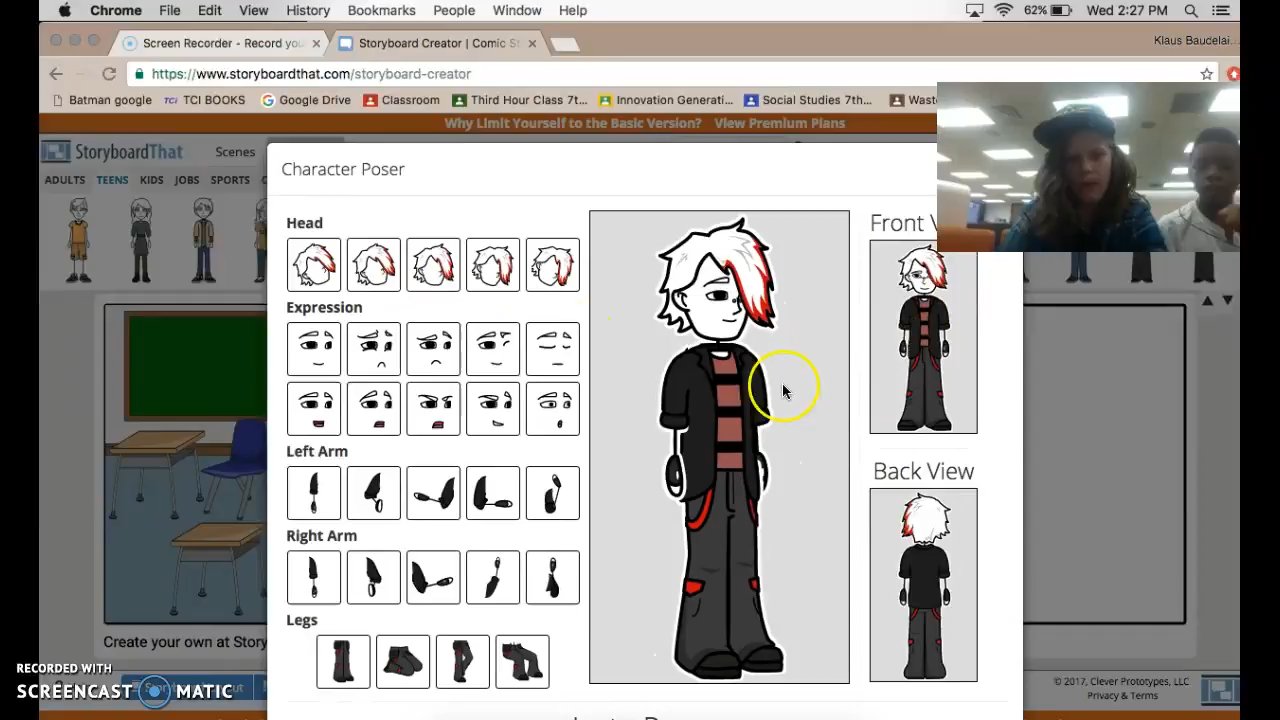 Chrome File Edit View History Bookmarks People Window Help 62% Wed 2:27 PM
Screen Recorder - Record you × Storyboard Creator | Comic St × Klaus Baudelai...
https://www.storyboardthat.com/storyboard-creator
Batman google TCI TCI BOOKS Google Drive Classroom Third Hour Class 7t... Innovation Generati... Social Studies 7th... Wast
Why Limit Yourself to the Basic Version? View Premium Plans
StoryboardThat Scenes
ADULTS TEENS KIDS JOBS SPORTS
Character Poser
Head
Expression
Left Arm
Right Arm
Legs
Front V
Back View
Create your own at Story
© 2017, Clever Prototypes, LLC
Privacy & Terms
RECORDED WITH
SCREENCAST MATIC